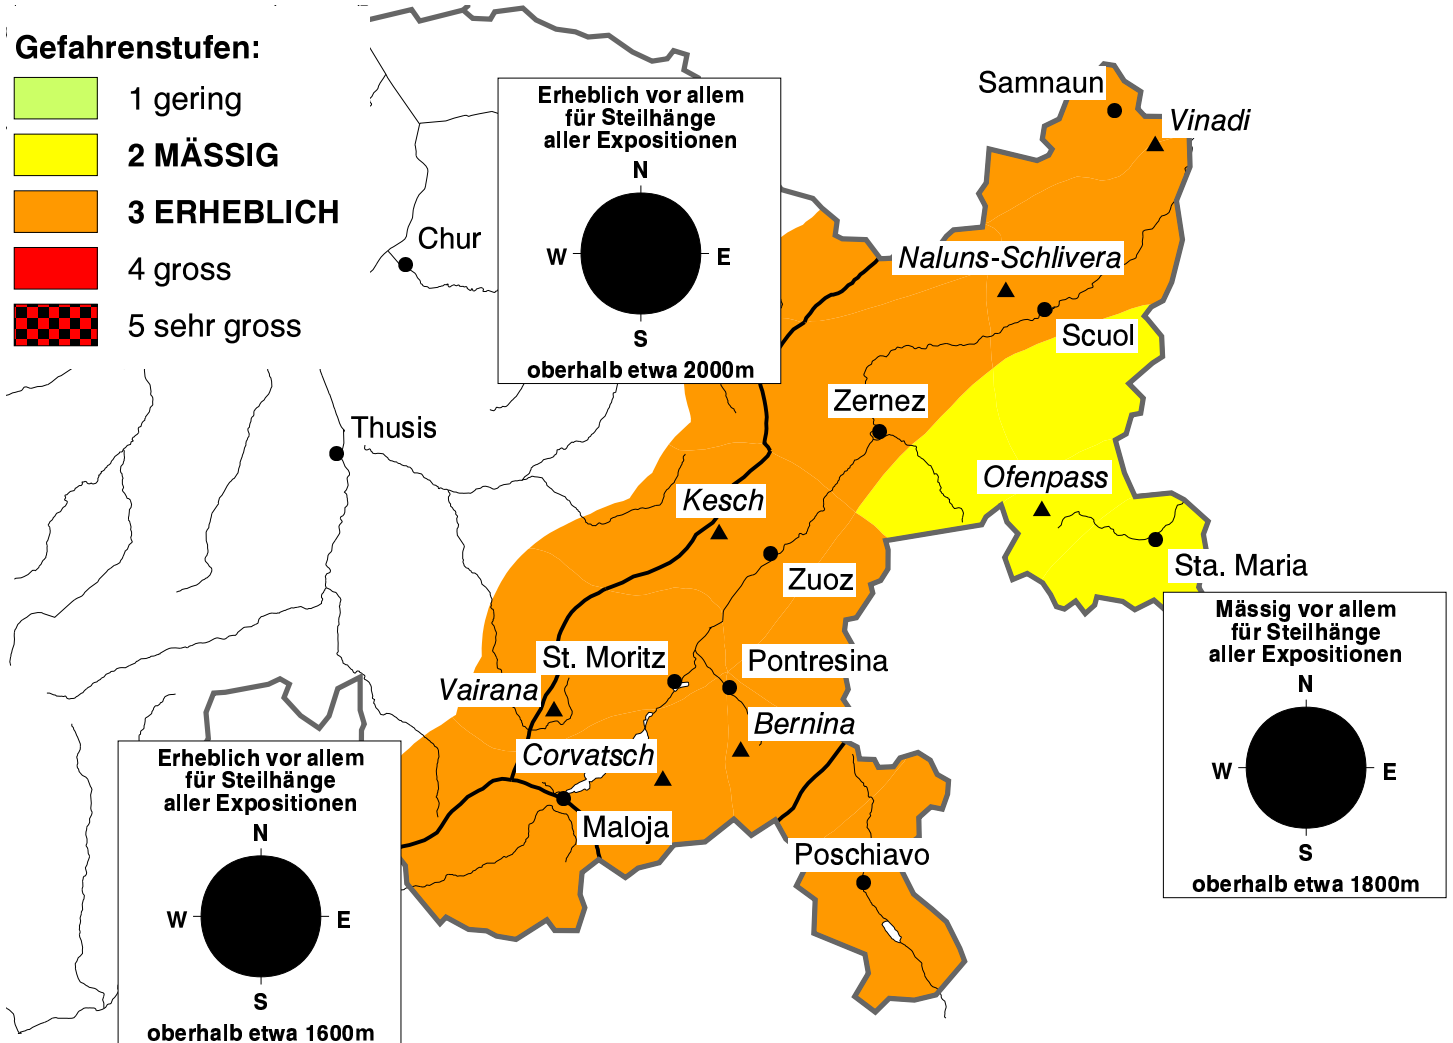 Gefahrenstufen:
1 gering
2 MÄSSIG
3 ERHEBLICH
4 gross
5 sehr gross
Erheblich vor allem
für Steilhänge
aller Expositionen
N
W
E
S
oberhalb etwa 2000m
Samnaun
Vinadi
Chur
Naluns-Schlivera
Scuol
Zernez
Thusis
Ofenpass
Kesch
Zuoz
Sta. Maria
St. Moritz
Pontresina
Vairana
Bernina
Corvatsch
Maloja
Poschiavo
Erheblich vor allem
für Steilhänge
aller Expositionen
N
W
E
S
oberhalb etwa 1600m
Mässig vor allem
für Steilhänge
aller Expositionen
N
W
E
S
oberhalb etwa 1800m